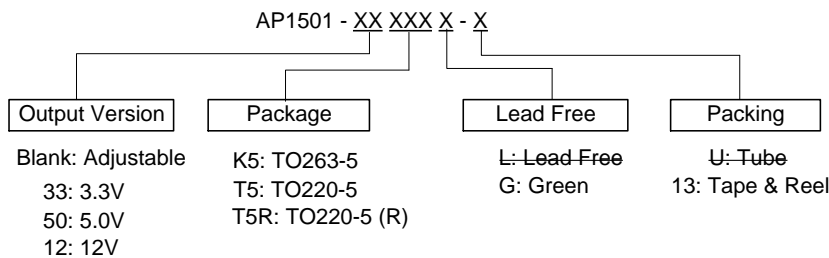 AP1501 - XX XXX X - X
Output Version Package Lead Free Packing
Blank: Adjustable K5: TO263-5 L: Lead Free U: Tube
33: 3.3V T5: TO220-5 G: Green 13: Tape & Reel
50: 5.0V T5R: TO220-5 (R)
12: 12V